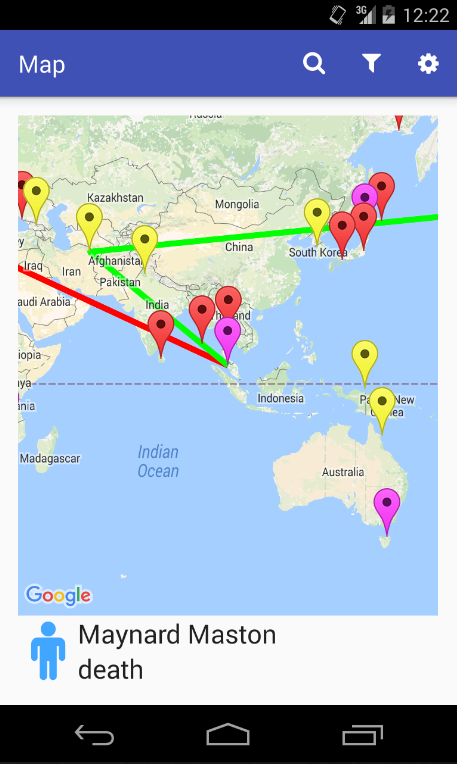 3G 12:22
Map
Russia
Kazakhstan
Mongolia
China
South Korea
Afghanistan
Iran
Iraq
Pakistan
India
Thailand
audi Arabia
iopia
ya
Indonesia
Papua New
Guinea
ania
Madagascar
Indian
Ocean
Australia
Google
Maynard Maston
death